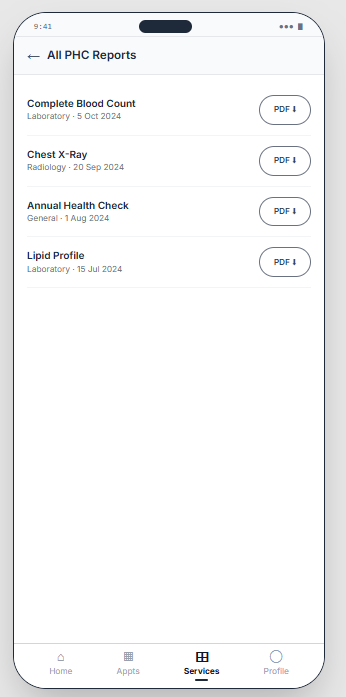 9:41
← All PHC Reports
Complete Blood Count
Laboratory · 5 Oct 2024
PDF ⬇
Chest X-Ray
Radiology · 20 Sep 2024
PDF ⬇
Annual Health Check
General · 1 Aug 2024
PDF ⬇
Lipid Profile
Laboratory · 15 Jul 2024
PDF ⬇
Home Appts Services Profile